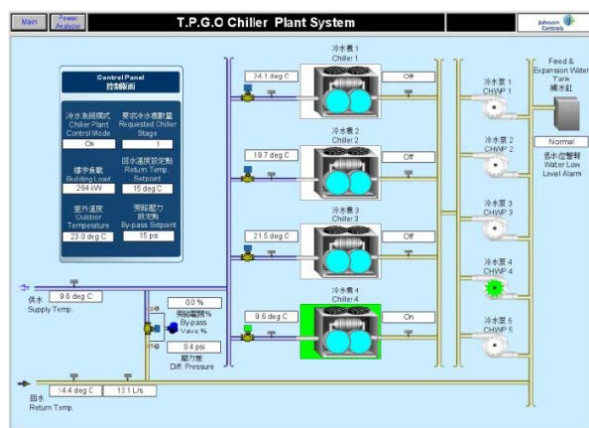 Main
Power
Analyzer
T.P.G.O Chiller Plant System
Johnson
Controls
Control Panel
控制版面
冷水系統模式
Chiller Plant
Control Mode
On
要求冷水機數量
Requested Chiller
Stage
1
樓宇負載
Building Load
264 kW
回水溫度設定點
Return Temp.
Setpoint
15 deg C
室外溫度
Outdoor
Temperature
23.0 deg C
旁路壓力
設定點
By-pass Setpoint
15 psi
冷水機 1
Chiller 1
24.1 deg C
Off
冷水機 2
Chiller 2
19.7 deg C
Off
冷水機 3
Chiller 3
21.5 deg C
Off
冷水機 4
Chiller 4
9.6 deg C
On
冷水泵 1
CHWP 1
冷水泵 2
CHWP 2
冷水泵 3
CHWP 3
冷水泵 4
CHWP 4
冷水泵 5
CHWP 5
Feed &
Expansion Water
Tank
補水缸
Normal
低水位警報
Water Low
Level Alarm
供水
Supply Temp.
9.6 deg C
0.0 %
旁路電閥%
By-pass
Valve %
0.4 psi
壓力差
Diff. Pressure
14.4 deg C
13.1 L/s
回水
Return Temp.